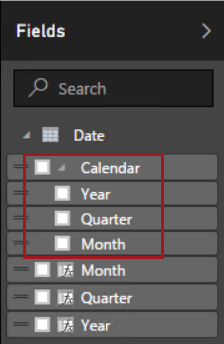 Fields
Search
Date
Calendar
Year
Quarter
Month
Month
Quarter
Year